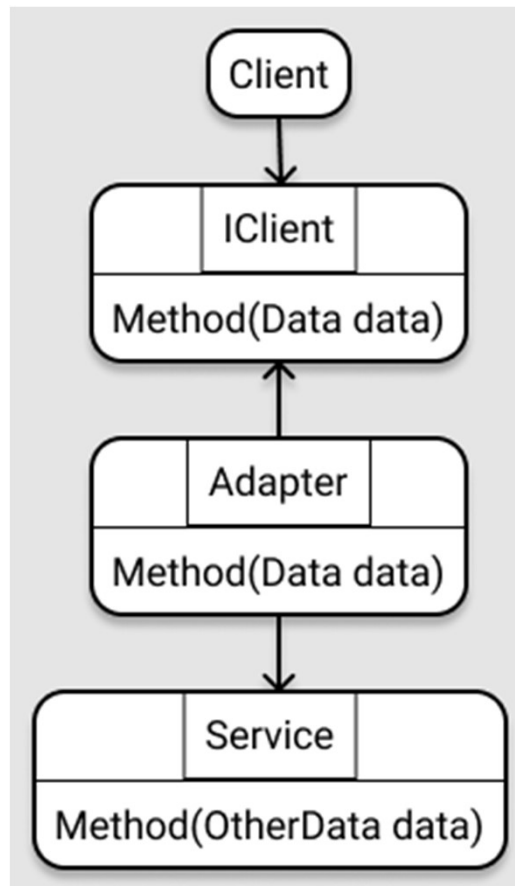 Client
IClient
Method(Data data)
Adapter
Method(Data data)
Service
Method(OtherData data)